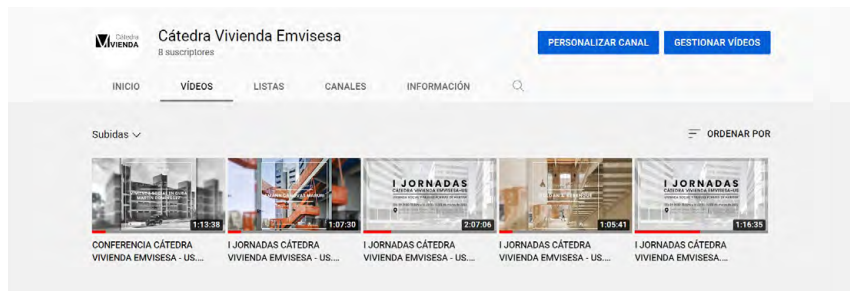 Cátedra
VIVIENDA
Cátedra Vivienda Emvisesa
8 suscriptores
PERSONALIZAR CANAL
GESTIONAR VÍDEOS
INICIO
VÍDEOS
LISTAS
CANALES
INFORMACIÓN
Subidas
ORDENAR POR
1:13:38
1:07:30
I JORNADAS
CÁTEDRA VIVIENDA EMVISESA-US
2:07:06
1:05:41
I JORNADAS
CÁTEDRA VIVIENDA EMVISESA-US
1:16:35
CONFERENCIA CÁTEDRA
VIVIENDA EMVISESA - US....
I JORNADAS CÁTEDRA
VIVIENDA EMVISESA - US....
I JORNADAS CÁTEDRA
VIVIENDA EMVISESA - US....
I JORNADAS CÁTEDRA
VIVIENDA EMVISESA - US....
I JORNADAS CÁTEDRA
VIVIENDA EMVISESA....